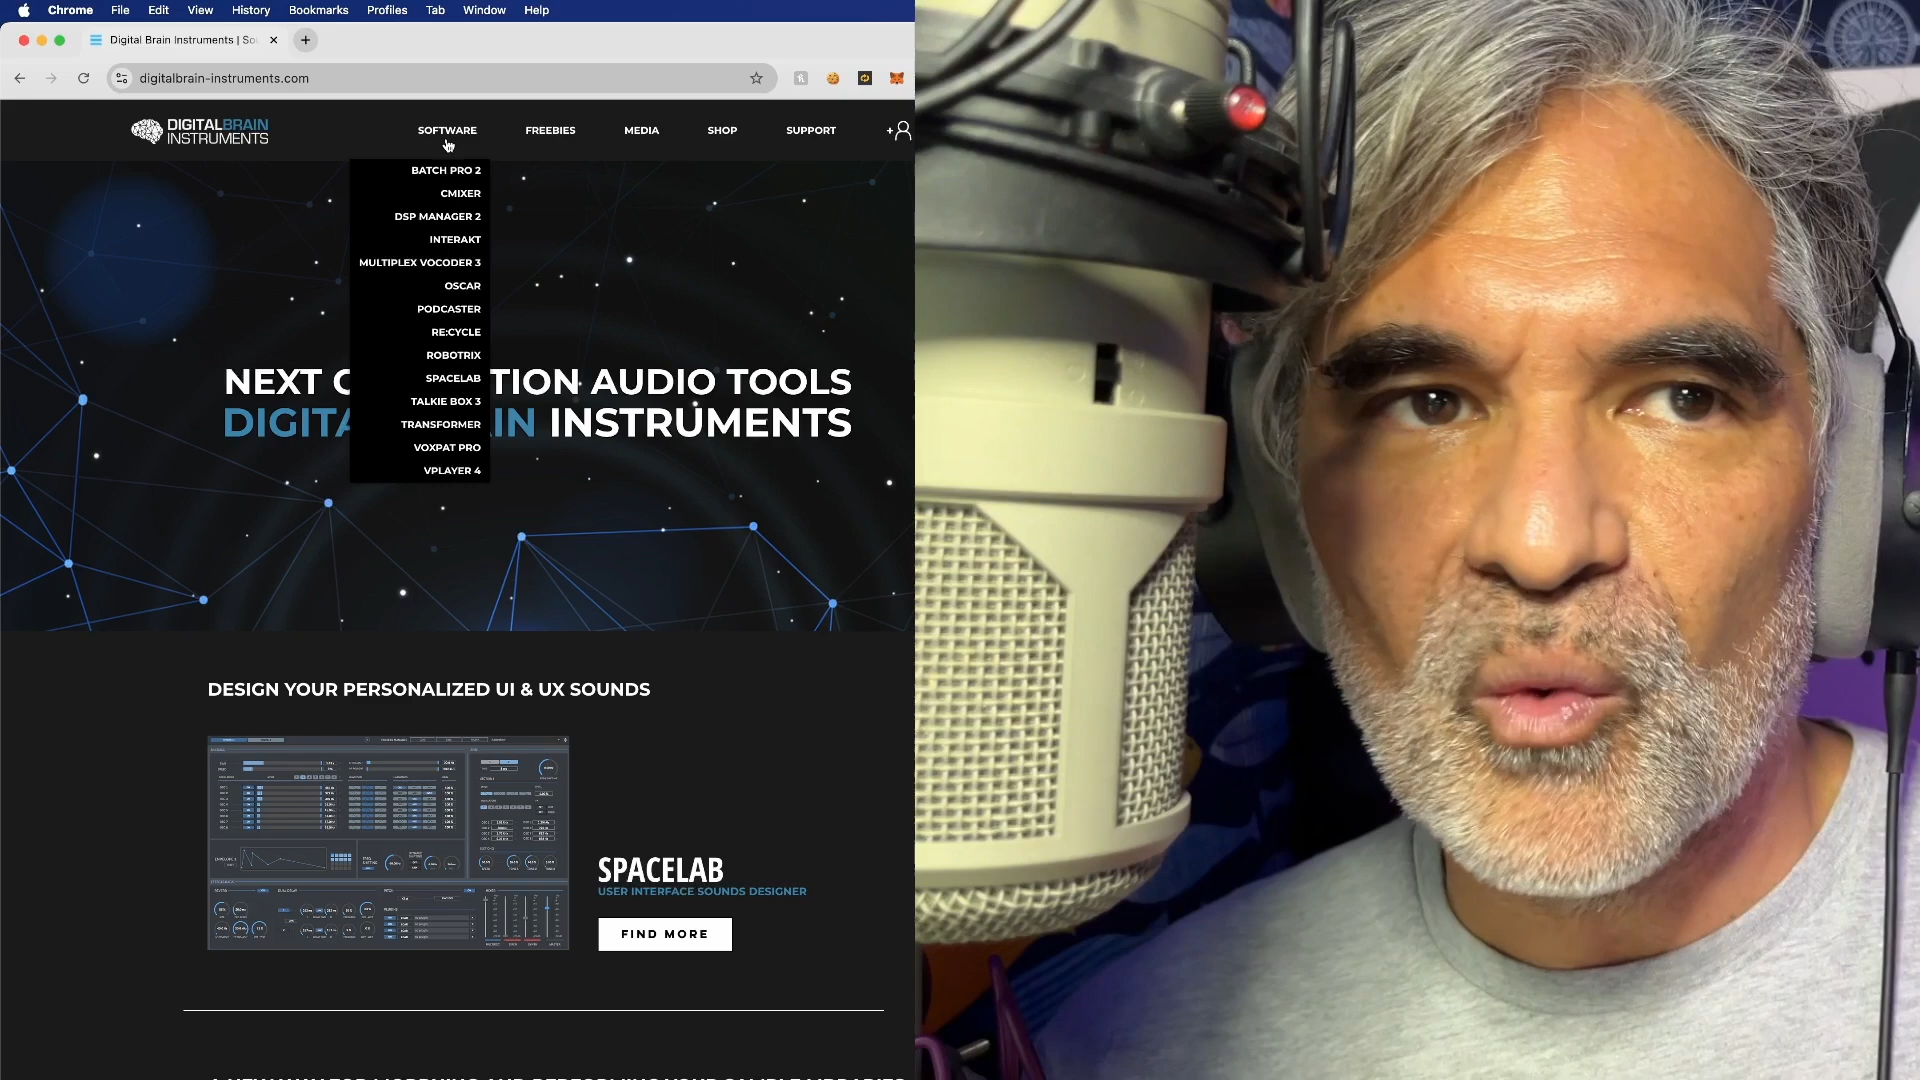 Chrome File Edit View History Bookmarks Profiles Tab Window Help
Digital Brain Instruments | So
digitalbrain-instruments.com
DIGITALBRAIN
INSTRUMENTS
SOFTWARE FREEBIES MEDIA SHOP SUPPORT
BATCH PRO 2
CMIXER
DSP MANAGER 2
INTERAKT
MULTIPLEX VOCODER 3
OSCAR
PODCASTER
RE:CYCLE
ROBOTRIX
SPACELAB
TALKIE BOX 3
TRANSFORMER
VOXPAT PRO
VPLAYER 4
NEXT TION AUDIO TOOLS
DIGITA IN INSTRUMENTS
DESIGN YOUR PERSONALIZED UI & UX SOUNDS
SPACELAB
USER INTERFACE SOUNDS DESIGNER
FIND MORE